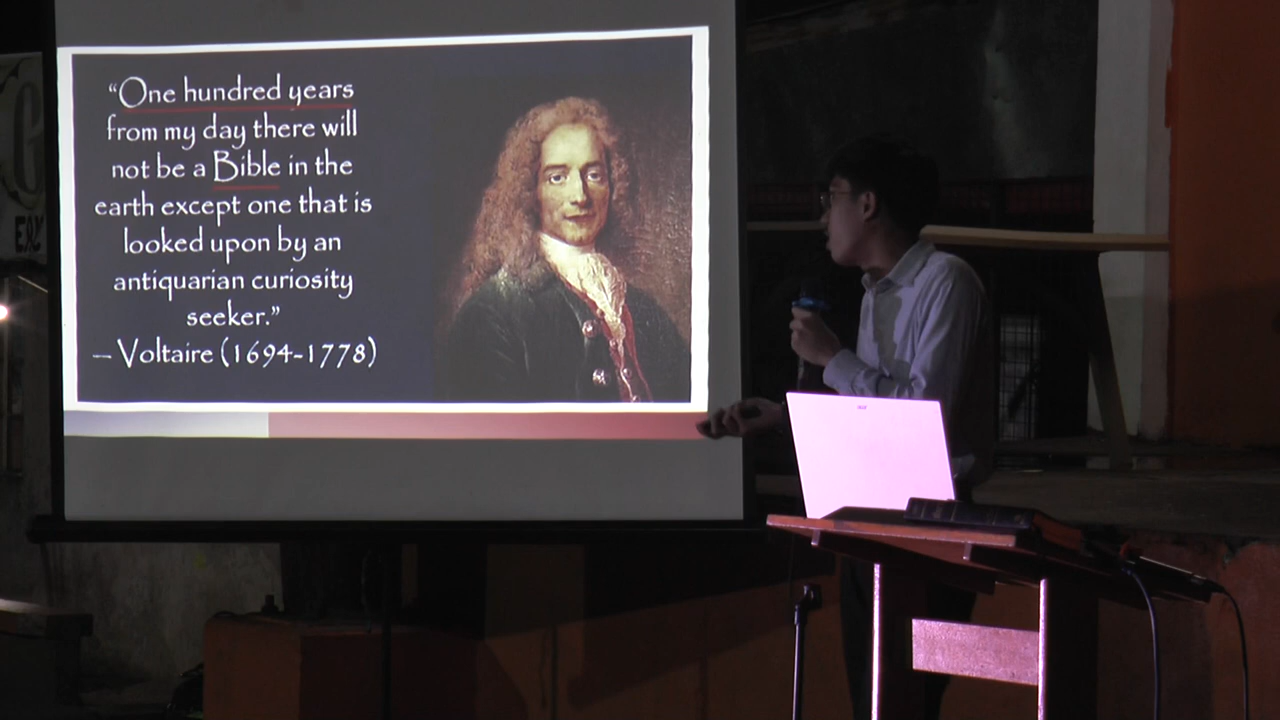 “One hundred years
from my day there will
not be a Bible in the
earth except one that is
looked upon by an
antiquarian curiosity
seeker.”
– Voltaire (1694-1778)
acer